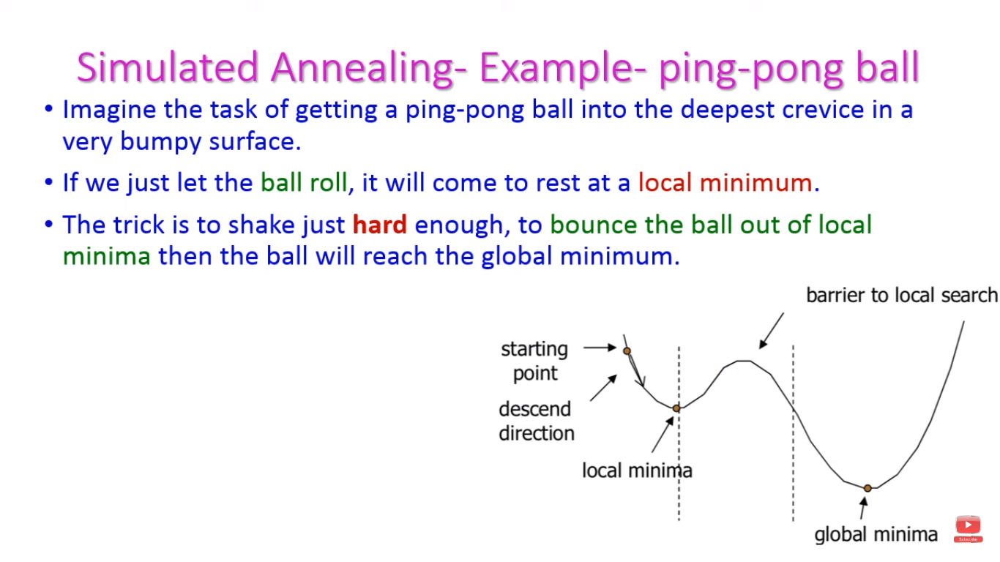 Simulated Annealing- Example- ping-pong ball
• Imagine the task of getting a ping-pong ball into the deepest crevice in a
very bumpy surface.
• If we just let the ball roll, it will come to rest at a local minimum.
• The trick is to shake just hard enough, to bounce the ball out of local
minima then the ball will reach the global minimum.
barrier to local search
starting
point
descend
direction
local minima
global minima
Subscribe